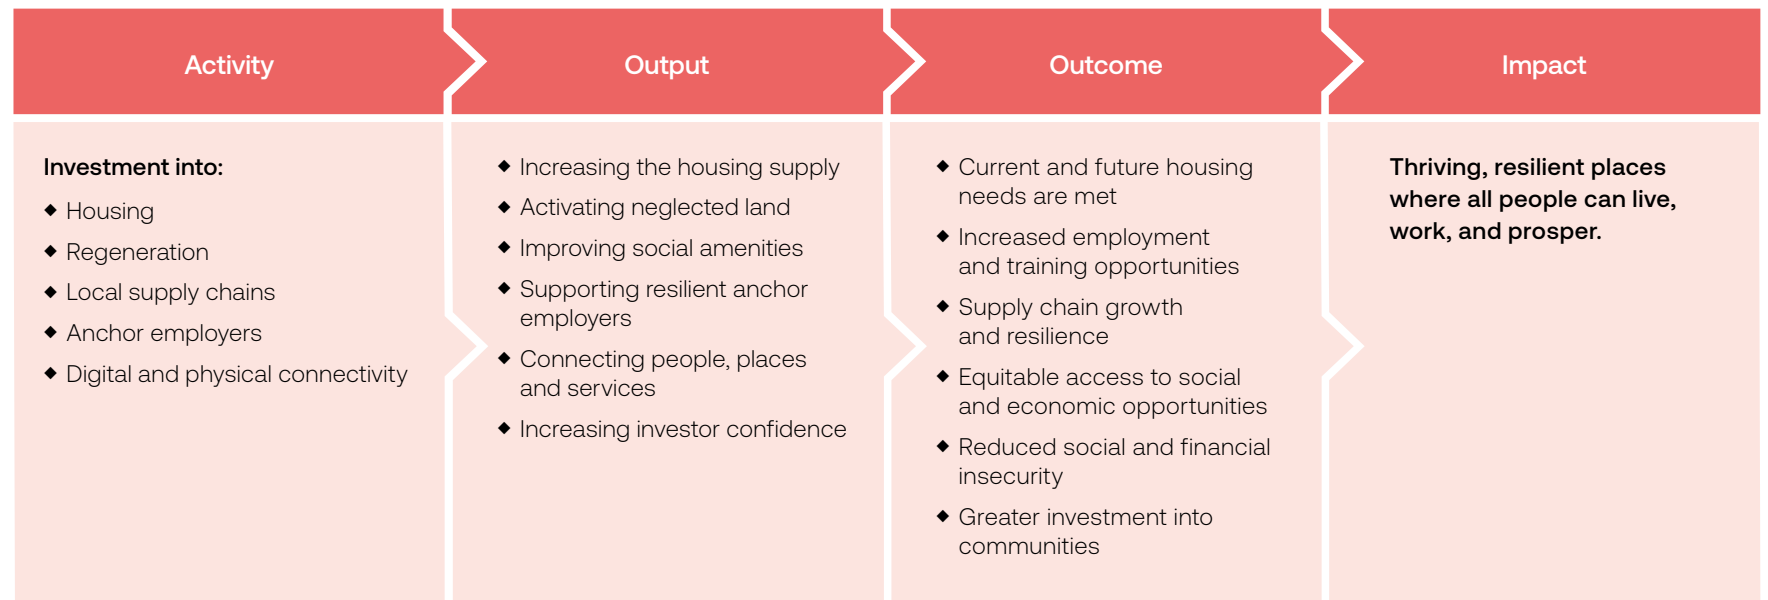 Activity
Output
Outcome
Impact
Investment into:
Housing
Regeneration
Local supply chains
Anchor employers
Digital and physical connectivity
Increasing the housing supply
Activating neglected land
Improving social amenities
Supporting resilient anchor
employers
Connecting people, places
and services
Increasing investor confidence
Current and future housing
needs are met
Increased employment
and training opportunities
Supply chain growth
and resilience
Equitable access to social
and economic opportunities
Reduced social and financial
insecurity
Greater investment into
communities
Thriving, resilient places
where all people can live,
work, and prosper.